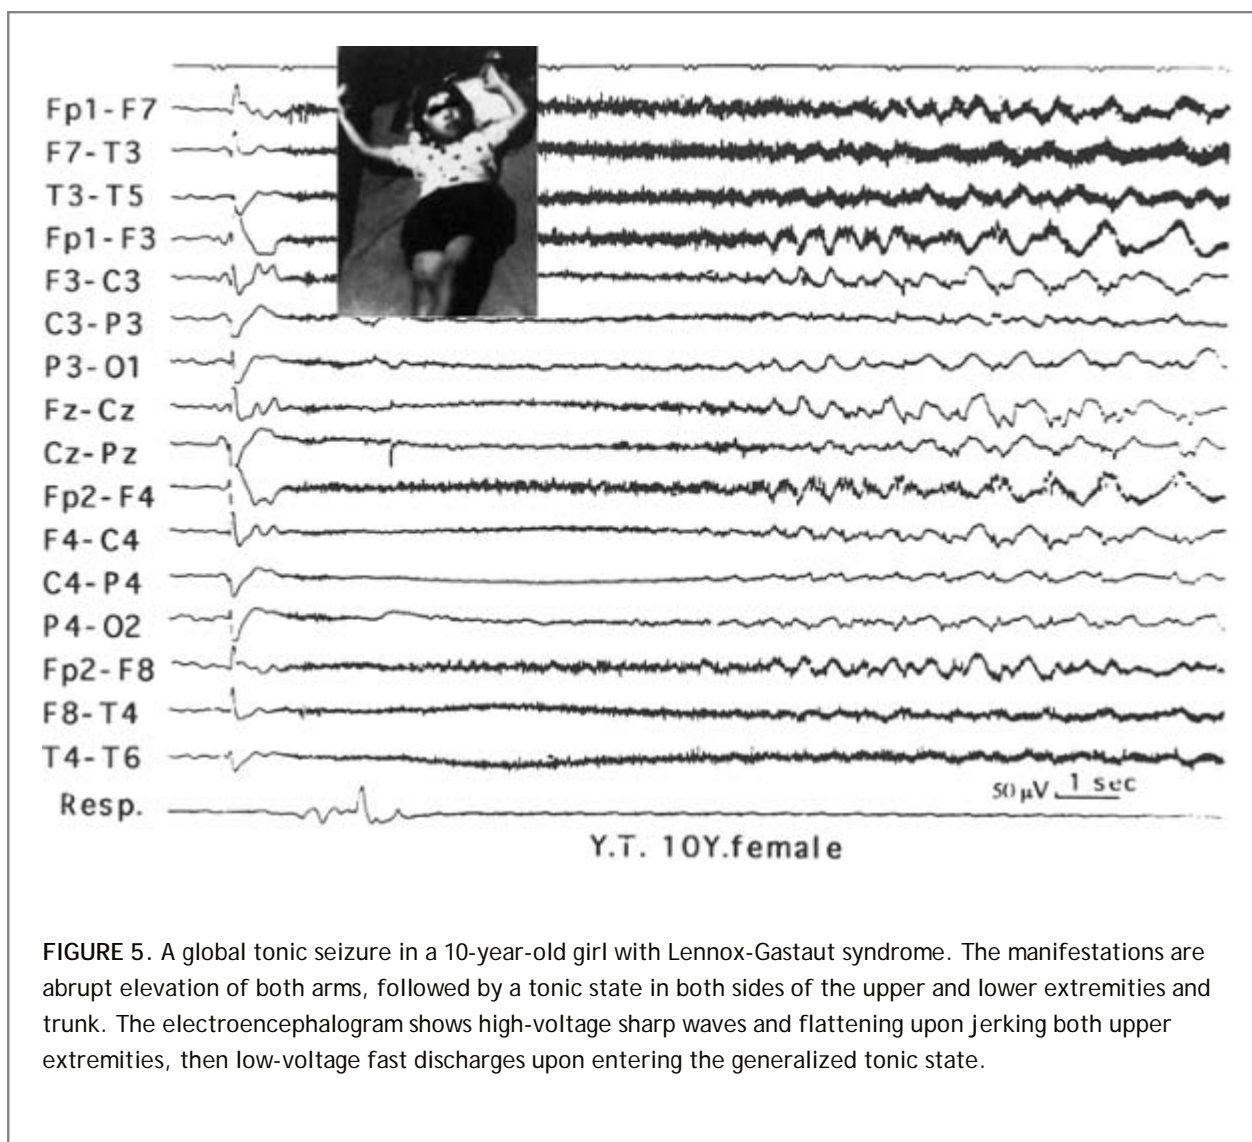 Fp1-F7
F7-T3
T3-T5
Fp1-F3
F3-C3
C3-P3
P3-O1
Fz-Cz
Cz-Pz
Fp2-F4
F4-C4
C4-P4
P4-O2
Fp2-F8
F8-T4
T4-T6
50 μV 1 sec
Resp.
Y.T. 10Y.female
FIGURE 5. A global tonic seizure in a 10-year-old girl with Lennox-Gastaut syndrome. The manifestations are
abrupt elevation of both arms, followed by a tonic state in both sides of the upper and lower extremities and
trunk. The electroencephalogram shows high-voltage sharp waves and flattening upon jerking both upper
extremities, then low-voltage fast discharges upon entering the generalized tonic state.